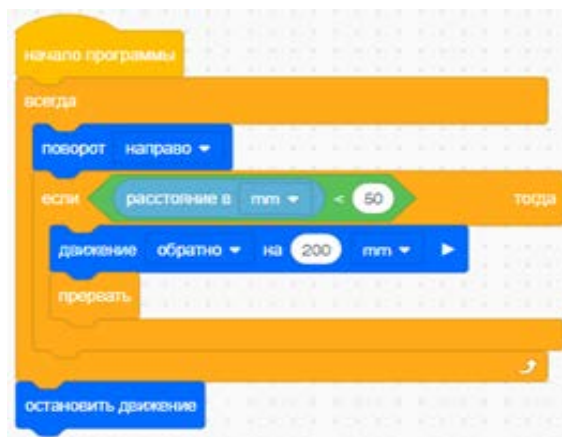 начало программы
всегда
поворот направо
если расстояние в mm < 50 тогда
движение обратно на 200 mm
прервать
остановить движение